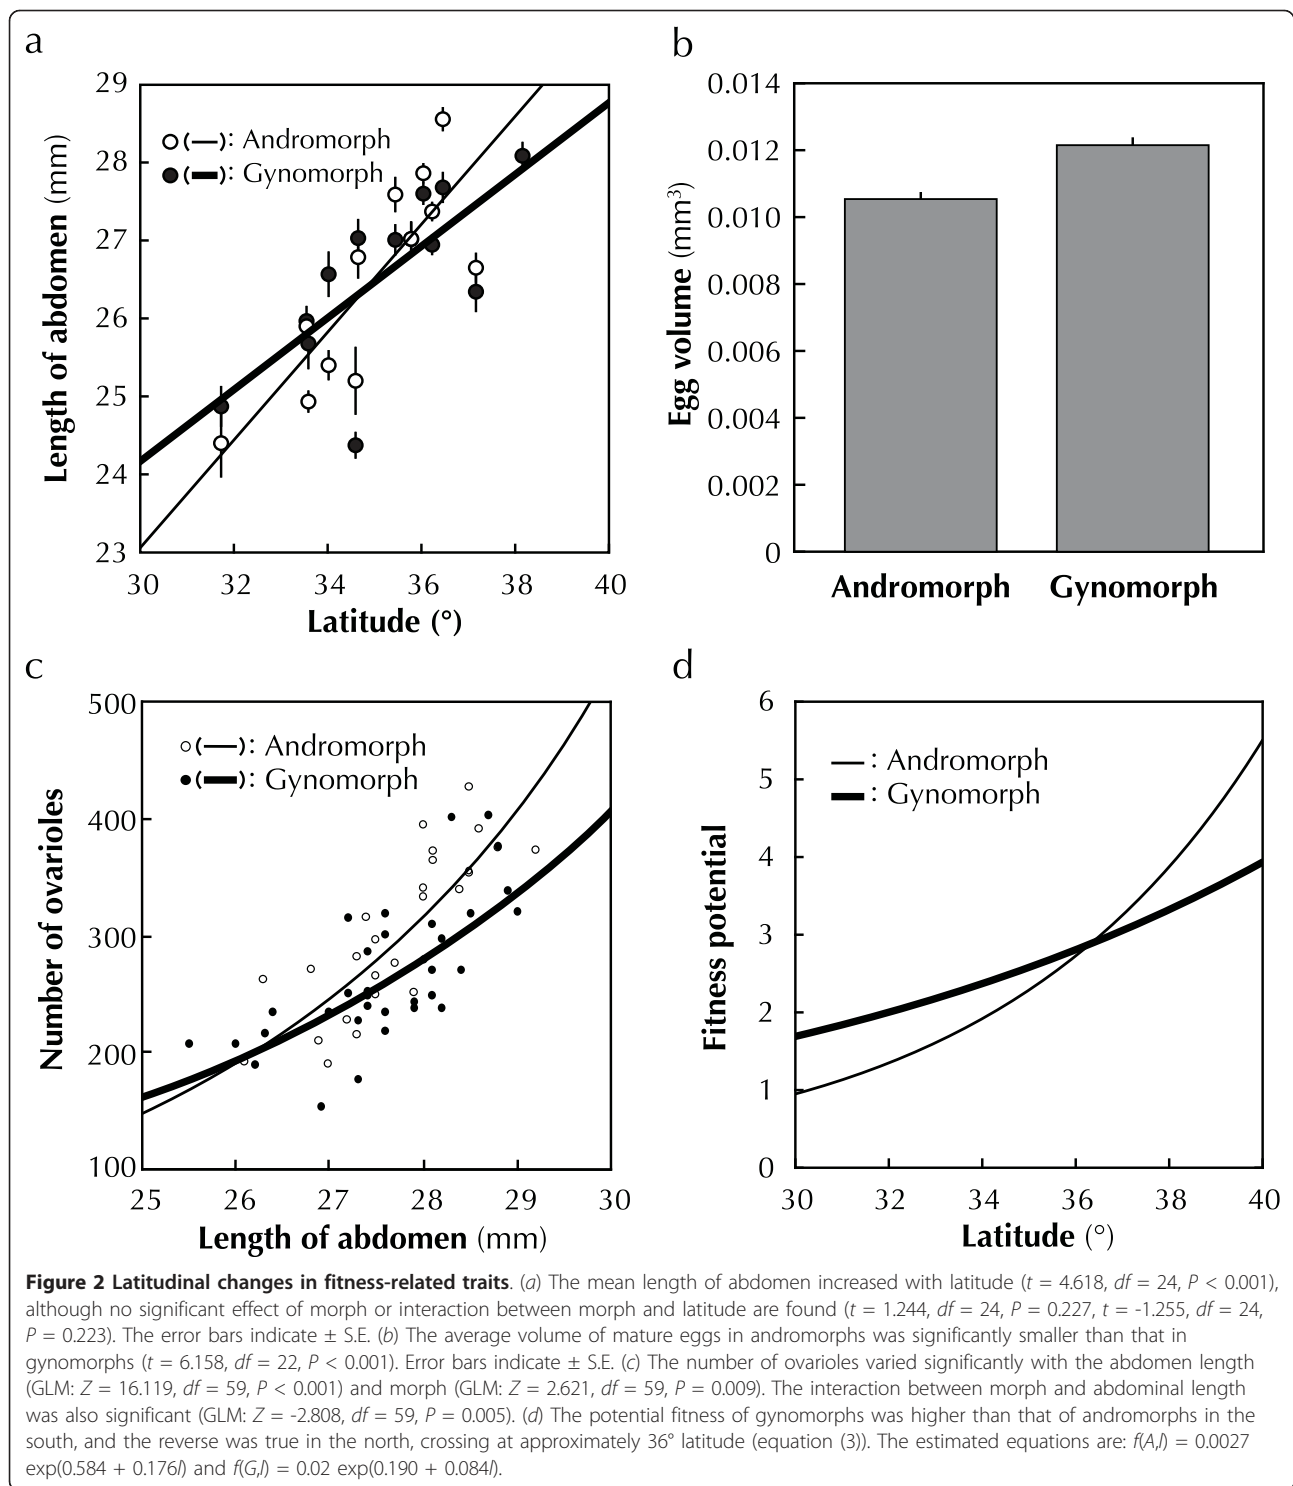 a
29
28
27
26
25
24
23
Length of abdomen (mm)
(—): Andromorph
(—): Gynomorph
30 32 34 36 38 40
Latitude (°)
b
0.014
0.012
0.010
0.008
0.006
0.004
0.002
0
Egg volume (mm³)
Andromorph Gynomorph
c
500
400
300
200
100
Number of ovarioles
(—): Andromorph
(—): Gynomorph
25 26 27 28 29 30
Length of abdomen (mm)
d
6
5
4
3
2
1
0
Fitness potential
—: Andromorph
—: Gynomorph
30 32 34 36 38 40
Latitude (°)
Figure 2 Latitudinal changes in fitness-related traits. (a) The mean length of abdomen increased with latitude (t = 4.618, df = 24, P < 0.001),
although no significant effect of morph or interaction between morph and latitude are found (t = 1.244, df = 24, P = 0.227, t = -1.255, df = 24,
P = 0.223). The error bars indicate ± S.E. (b) The average volume of mature eggs in andromorphs was significantly smaller than that in
gynomorphs (t = 6.158, df = 22, P < 0.001). Error bars indicate ± S.E. (c) The number of ovarioles varied significantly with the abdomen length
(GLM: Z = 16.119, df = 59, P < 0.001) and morph (GLM: Z = 2.621, df = 59, P = 0.009). The interaction between morph and abdominal length
was also significant (GLM: Z = -2.808, df = 59, P = 0.005). (d) The potential fitness of gynomorphs was higher than that of andromorphs in the
south, and the reverse was true in the north, crossing at approximately 36° latitude (equation (3)). The estimated equations are: f(A,l) = 0.0027
exp(0.584 + 0.176l) and f(G,l) = 0.02 exp(0.190 + 0.084l).